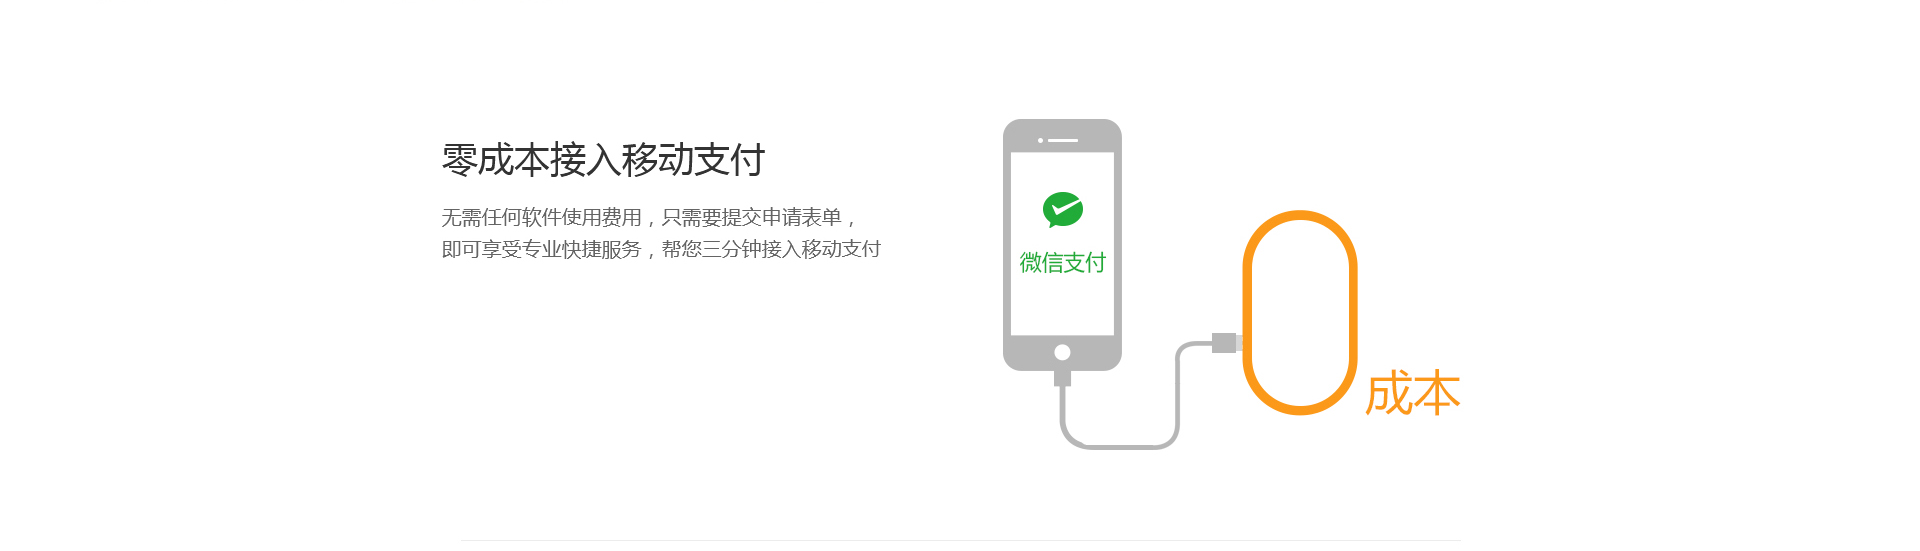 零成本接入移动支付
无需任何软件使用费用，只需要提交申请表单，
即可享受专业快捷服务，帮您三分钟接入移动支付
微信支付
0成本